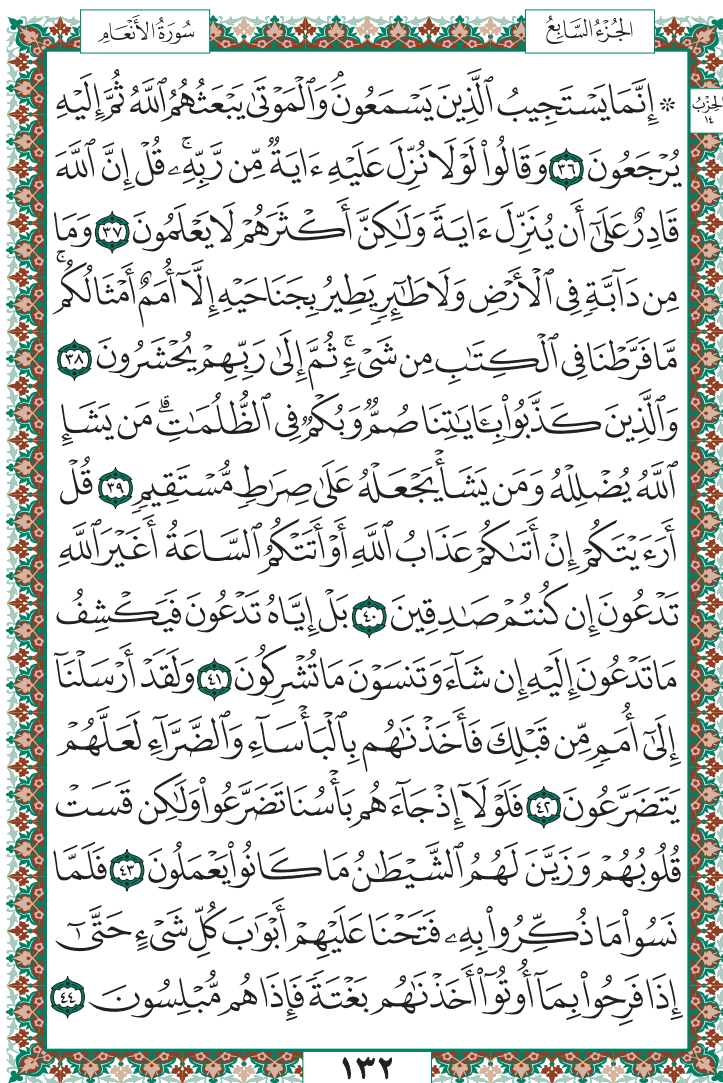 سُورَةُ الأَنْعَامِ
الجُزْءُ السَّابِعُ
الحِزْبُ
١٤
۞ إِنَّمَا يَسْتَجِيبُ ٱلَّذِينَ يَسْمَعُونَۘ وَٱلْمَوْتَىٰ يَبْعَثُهُمُ ٱللَّهُ ثُمَّ إِلَيْهِ
يُرْجَعُونَ ٣٦ وَقَالُوا۟ لَوْلَا نُزِّلَ عَلَيْهِ ءَايَةٌ مِّن رَّبِّهِۦۚ قُلْ إِنَّ ٱللَّهَ
قَادِرٌ عَلَىٰٓ أَن يُنَزِّلَ ءَايَةً وَلَٰكِنَّ أَكْثَرَهُمْ لَا يَعْلَمُونَ ٣٧ وَمَا
مِن دَآبَّةٍ فِى ٱلْأَرْضِ وَلَا طَٰٓئِرٍ يَطِيرُ بِجَنَاحَيْهِ إِلَّآ أُمَمٌ أَمْثَالُكُمۚ
مَّا فَرَّطْنَا فِى ٱلْكِتَٰبِ مِن شَىْءٍۚ ثُمَّ إِلَىٰ رَبِّهِمْ يُحْشَرُونَ ٣٨
وَٱلَّذِينَ كَذَّبُوا۟ بِـَٔايَٰتِنَا صُمٌّ وَبُكْمٌ فِى ٱلظُّلُمَٰتِۗ مَن يَشَإِ
ٱللَّهُ يُضْلِلْهُ وَمَن يَشَأْ يَجْعَلْهُ عَلَىٰ صِرَٰطٍ مُّسْتَقِيمٍ ٣٩ قُلْ
أَرَءَيْتَكُمْ إِنْ أَتَىٰكُمْ عَذَابُ ٱللَّهِ أَوْ أَتَتْكُمُ ٱلسَّاعَةُ أَغَيْرَ ٱللَّهِ
تَدْعُونَ إِن كُنتُمْ صَٰدِقِينَ ٤٠ بَلْ إِيَّاهُ تَدْعُونَ فَيَكْشِفُ
مَا تَدْعُونَ إِلَيْهِ إِن شَآءَ وَتَنسَوْنَ مَا تُشْرِكُونَ ٤١ وَلَقَدْ أَرْسَلْنَآ
إِلَىٰٓ أُمَمٍ مِّن قَبْلِكَ فَأَخَذْنَٰهُم بِٱلْبَأْسَآءِ وَٱلضَّرَّآءِ لَعَلَّهُمْ
يَتَضَرَّعُونَ ٤٢ فَلَوْلَآ إِذْ جَآءَهُم بَأْسُنَا تَضَرَّعُوا۟ وَلَٰكِن قَسَتْ
قُلُوبُهُمْ وَزَيَّنَ لَهُمُ ٱلشَّيْطَٰنُ مَا كَانُوا۟ يَعْمَلُونَ ٤٣ فَلَمَّا
نَسُوا۟ مَا ذُكِّرُوا۟ بِهِۦ فَتَحْنَا عَلَيْهِمْ أَبْوَٰبَ كُلِّ شَىْءٍ حَتَّىٰٓ
إِذَا فَرِحُوا۟ بِمَآ أُوتُوٓا۟ أَخَذْنَٰهُم بَغْتَةً فَإِذَا هُم مُّبْلِسُونَ ٤٤
١٣٢